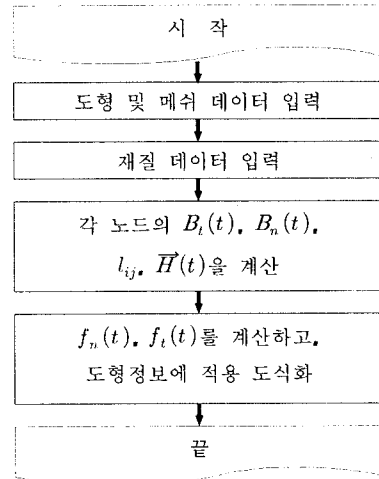 시 작
도형 및 메쉬 데이터 입력
재질 데이터 입력
각 노드의 $B_t(t)$, $B_n(t)$,
$l_{ij}$, $\overrightarrow{H}(t)$을 계산
$f_n(t)$, $f_t(t)$를 계산하고,
도형정보에 적용 도식화
끝